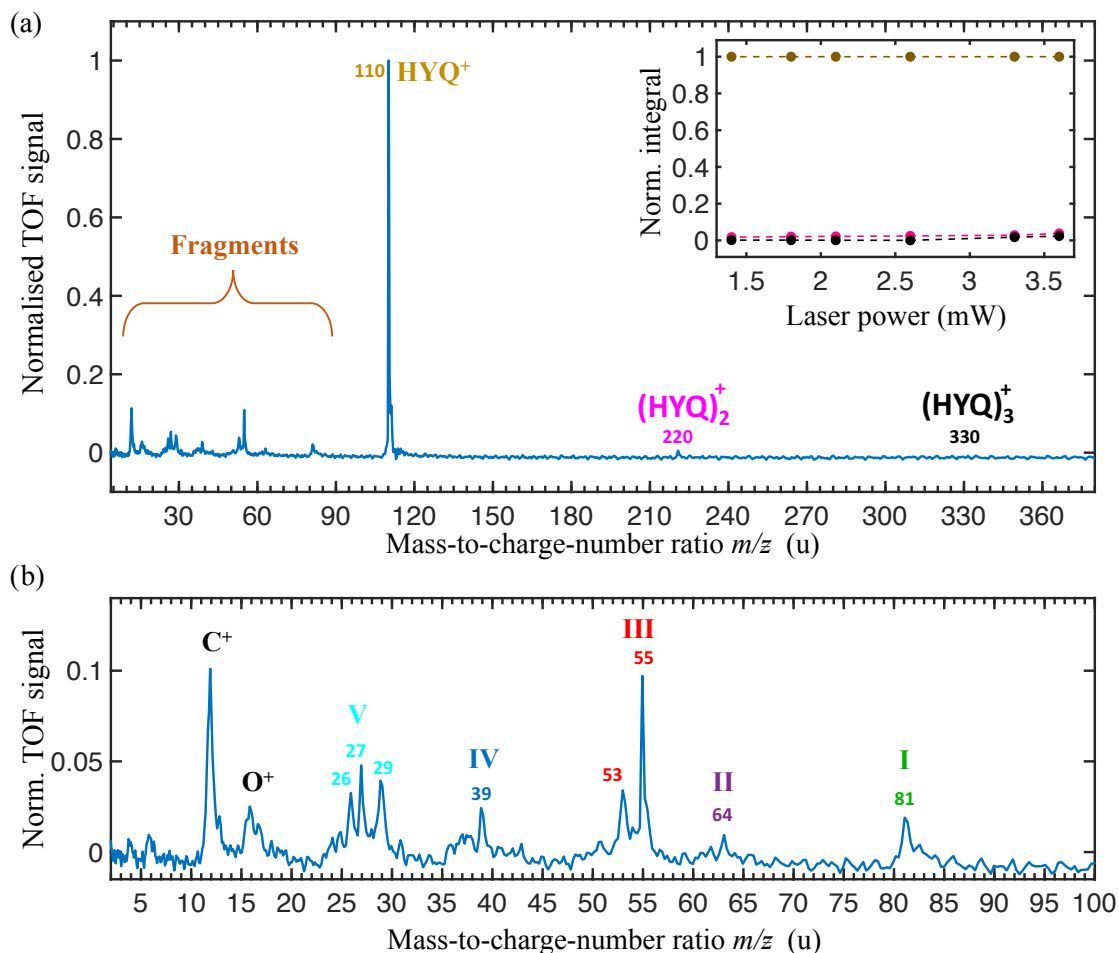 (a)
Normalised TOF signal
1
0.8
0.6
0.4
0.2
0
110 HYQ+
Fragments
(HYQ)2+
220
(HYQ)3+
330
30 60 90 120 150 180 210 240 270 300 330 360
Mass-to-charge-number ratio m/z (u)
Norm. integral
1
0.8
0.6
0.4
0.2
0
1.5 2 2.5 3 3.5
Laser power (mW)
(b)
Norm. TOF signal
0.1
0.05
0
C+
O+
V
26 27 29
IV
39
III
53 55
II
64
I
81
5 10 15 20 25 30 35 40 45 50 55 60 65 70 75 80 85 90 95 100
Mass-to-charge-number ratio m/z (u)